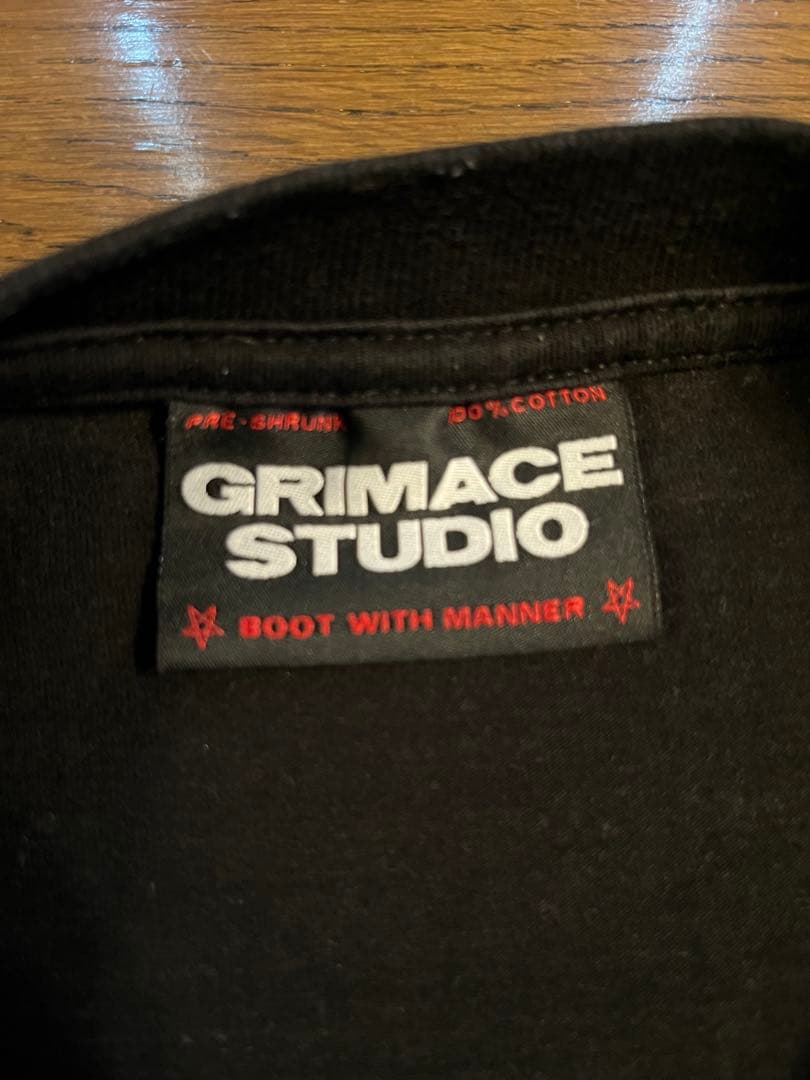 PRE-SHRUNK 100% COTTON
GRIMACE
STUDIO
BOOT WITH MANNER